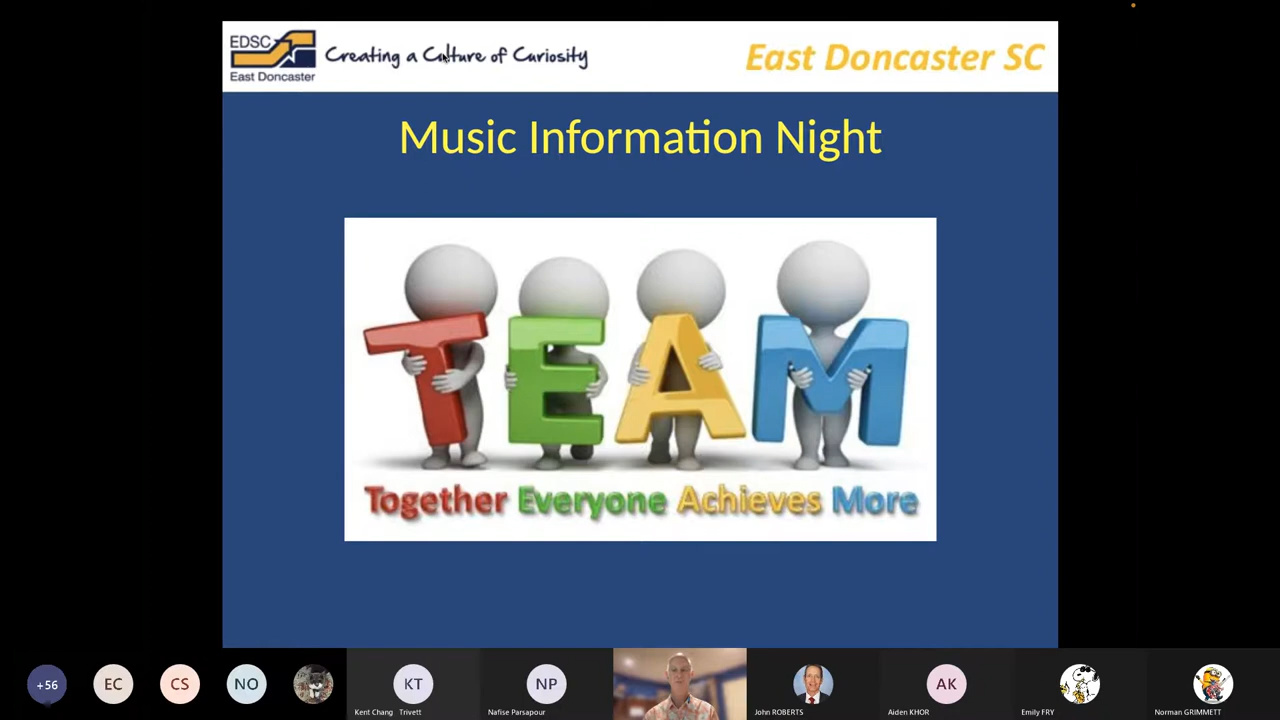 EDSC
East Doncaster
Creating a Culture of Curiosity
East Doncaster SC
Music Information Night
TEAM
Together Everyone Achieves More
+56
EC
CS
NO
KT
NP
AK
Kent Chang Trivett
Nafise Parsapour
John ROBERTS
Aiden KHOR
Emily FRY
Norman GRIMMETT